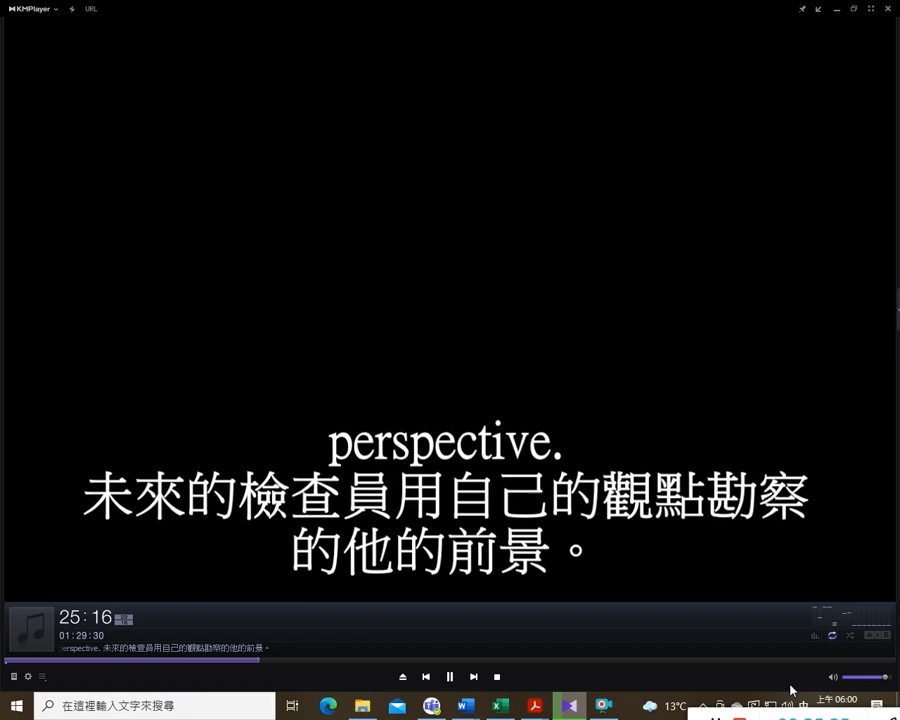 KMPlayer
URL
perspective.
未來的檢查員用自己的觀點勘察
的他的前景。
25:16
01:29:30
erspective. 未來的檢查員用自己的觀點勘察的他的前景。
在這裡輸入文字來搜尋
13°C
中
上午 06:00